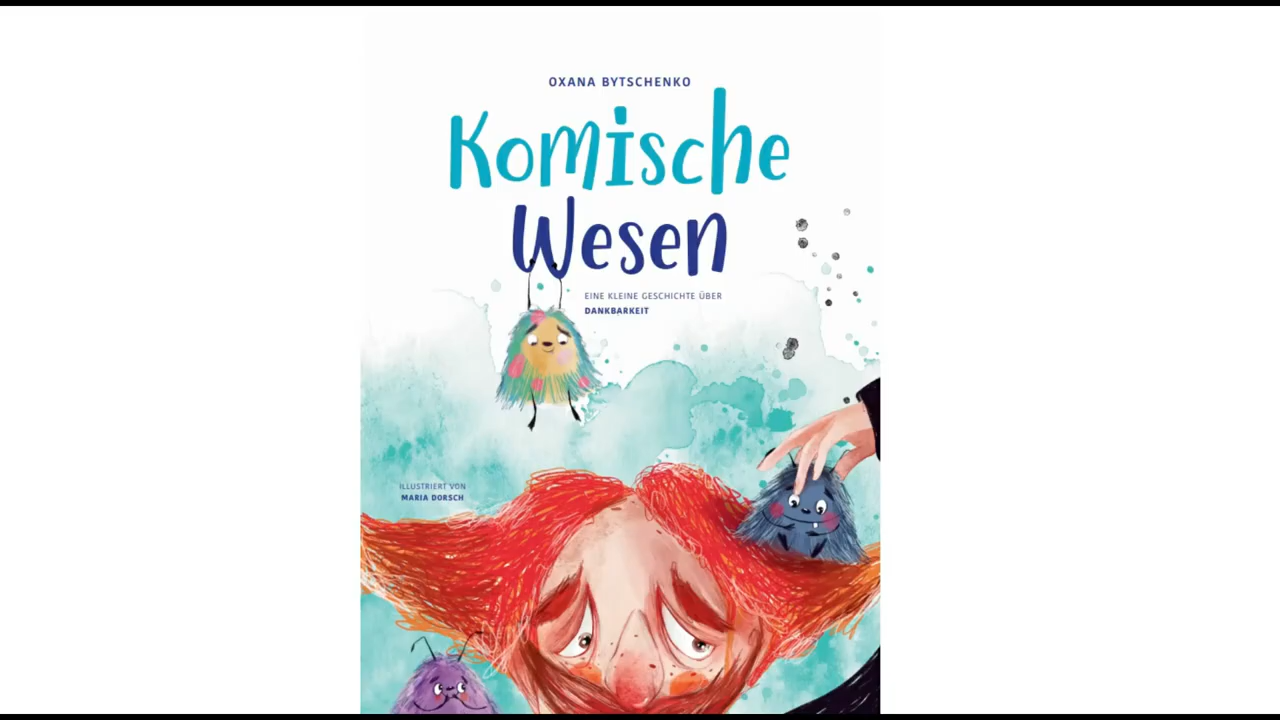 OXANA BYTSCHENKO
Komische
Wesen
EINE KLEINE GESCHICHTE ÜBER
DANKBARKEIT
ILLUSTRIERT VON
MARIA DORSCH